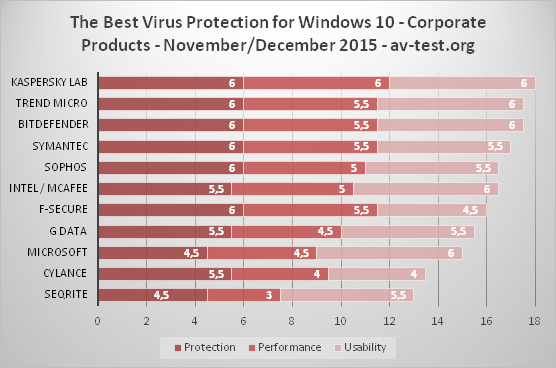 The Best Virus Protection for Windows 10 - Corporate
Products - November/December 2015 - av-test.org
KASPERSKY LAB 6 6 6
TREND MICRO 6 5,5 6
BITDEFENDER 6 5,5 6
SYMANTEC 6 5,5 5,5
SOPHOS 6 5 5,5
INTEL / MCAFEE 5,5 5 6
F-SECURE 6 5,5 4,5
G DATA 5,5 4,5 5,5
MICROSOFT 4,5 4,5 6
CYLANCE 5,5 4 4
SEQRITE 4,5 3 5,5
0 2 4 6 8 10 12 14 16 18
Protection Performance Usability